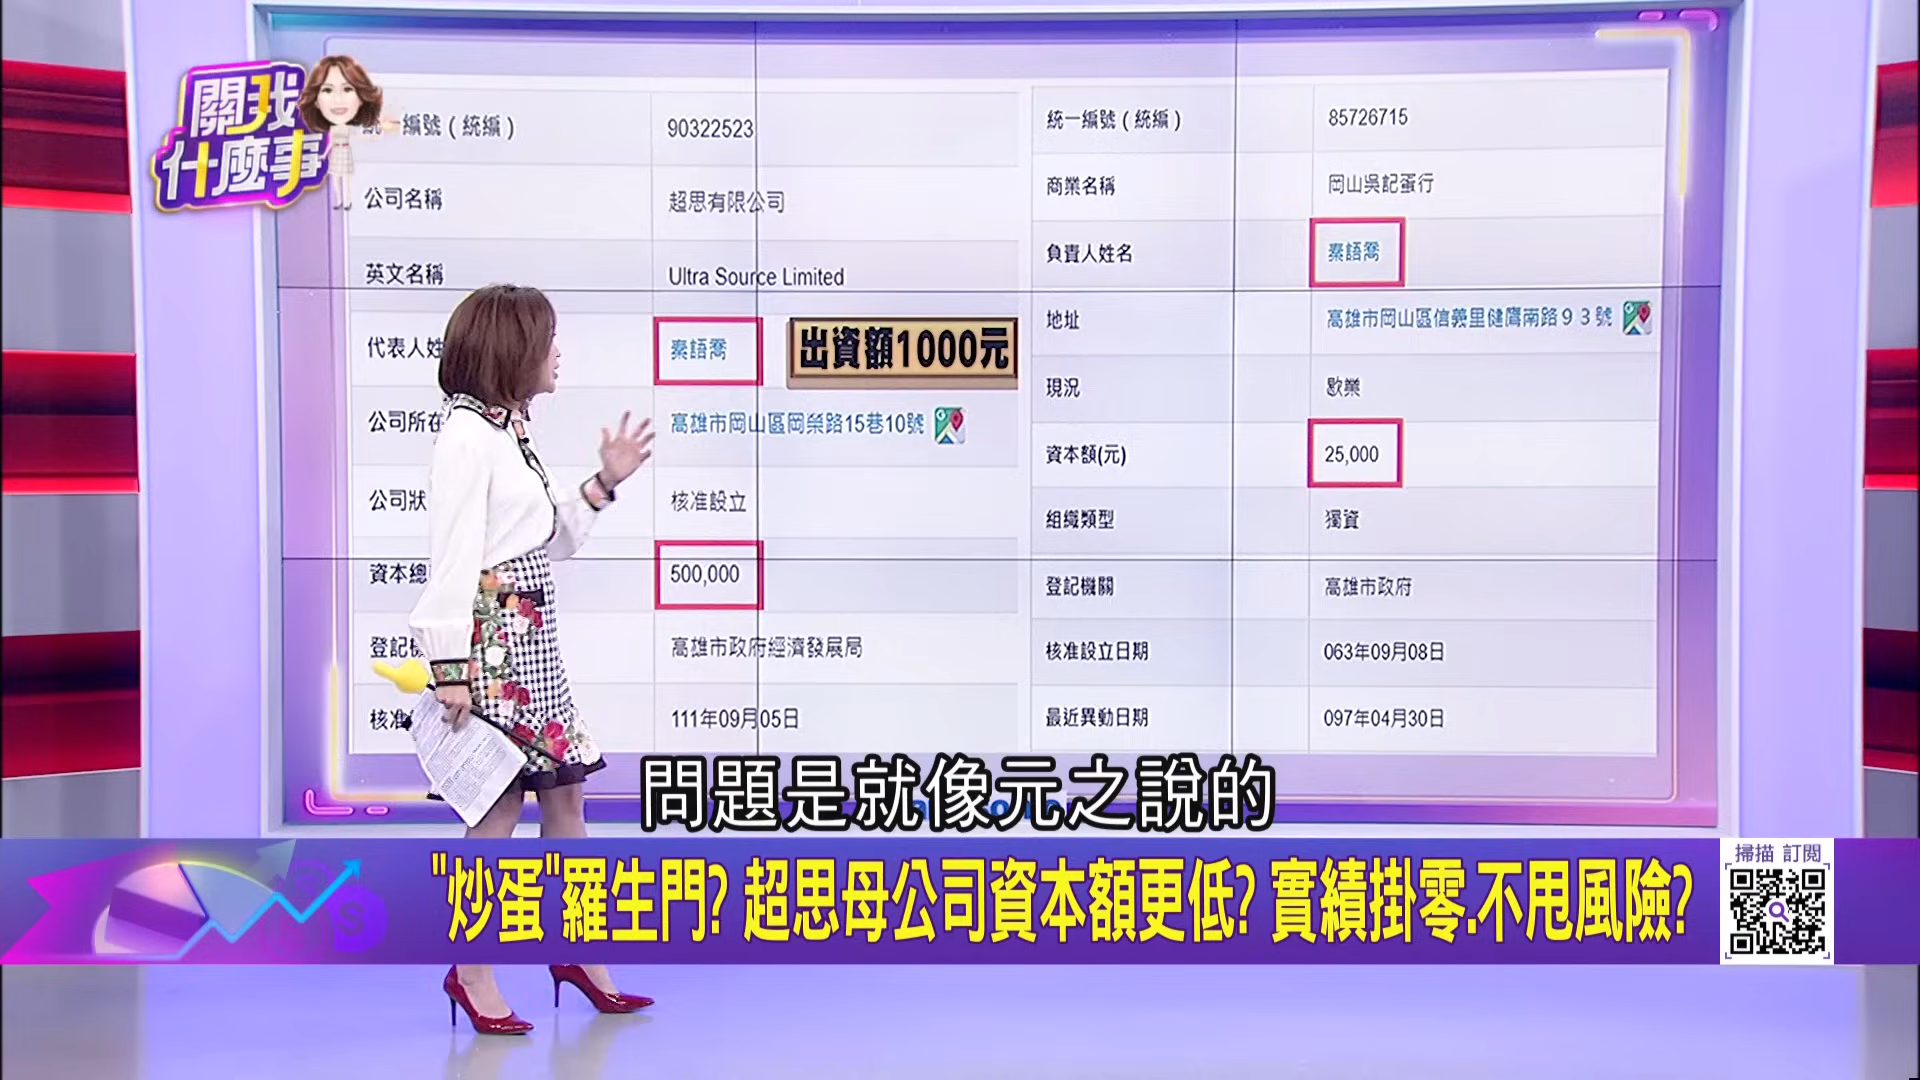 關我
什麼事
統一編號(統編)
90322523
公司名稱
超思有限公司
英文名稱
Ultra Source Limited
代表人姓
秦語喬
出資額1000元
公司所在
高雄市岡山區岡榮路15巷10號
公司狀
核准設立
資本總
500,000
登記機
高雄市政府經濟發展局
核准
111年09月05日
統一編號(統編)
85726715
商業名稱
岡山吳記蛋行
負責人姓名
秦語喬
地址
高雄市岡山區信義里健鷹南路93號
現況
歇業
資本額(元)
25,000
組織類型
獨資
登記機關
高雄市政府
核准設立日期
063年09月08日
最近異動日期
097年04月30日
問題是就像元之說的
"炒蛋"羅生門? 超思母公司資本額更低? 實績掛零.不甩風險?
掃描 訂閱